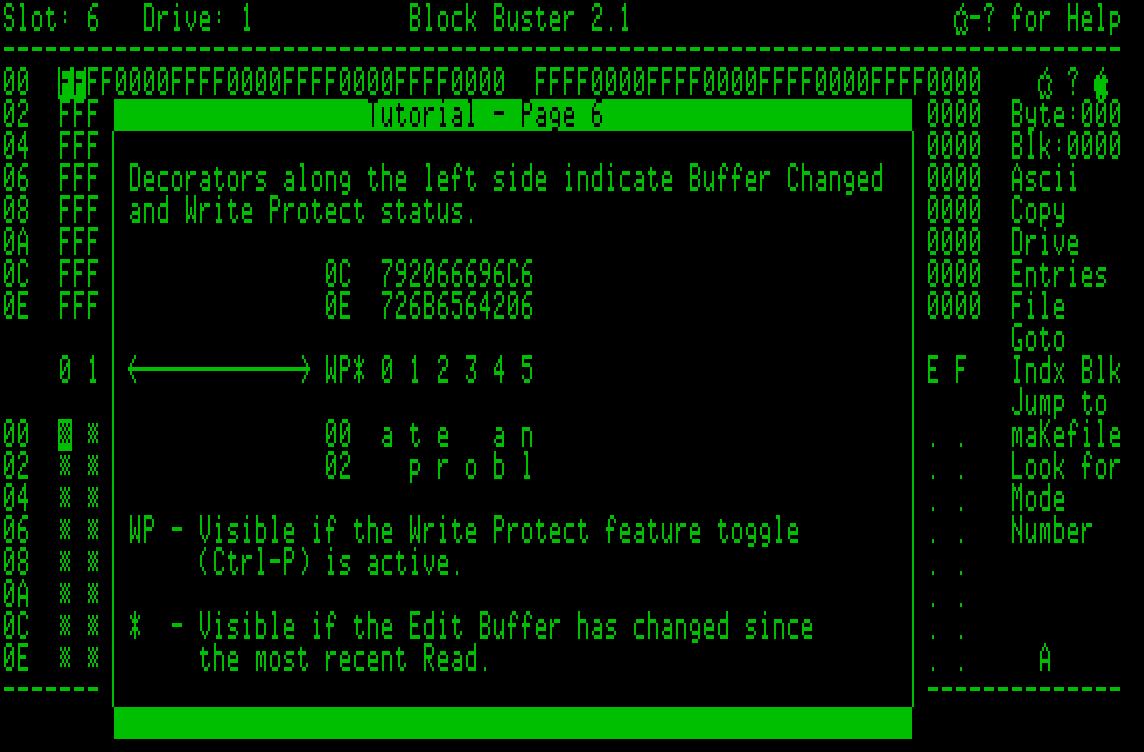 Slot: 6 Drive: 1 Block Buster 2.1 -? for Help
00 FFFF0000FFFF0000FFFF0000FFFF0000 FFFF0000FFFF0000FFFF0000FFFF0000 ?
02 FFF Tutorial - Page 6 0000 Byte:000
04 FFF 0000 Blk:0000
06 FFF Decorators along the left side indicate Buffer Changed 0000 Ascii
08 FFF and Write Protect status. 0000 Copy
0A FFF 0000 Drive
0C FFF 0C 792066696C6 0000 Entries
0E FFF 0E 726B6564206 0000 File
Goto
0 1 <----------> WP* 0 1 2 3 4 5 E F Indx Blk
Jump to
00 00 a t e a n . . maKefile
02 02 p r o b l . . Look for
04 . . Mode
06 WP - Visible if the Write Protect feature toggle . . Number
08 (Ctrl-P) is active. . .
0A . .
0C * - Visible if the Edit Buffer has changed since . .
0E the most recent Read. . . A